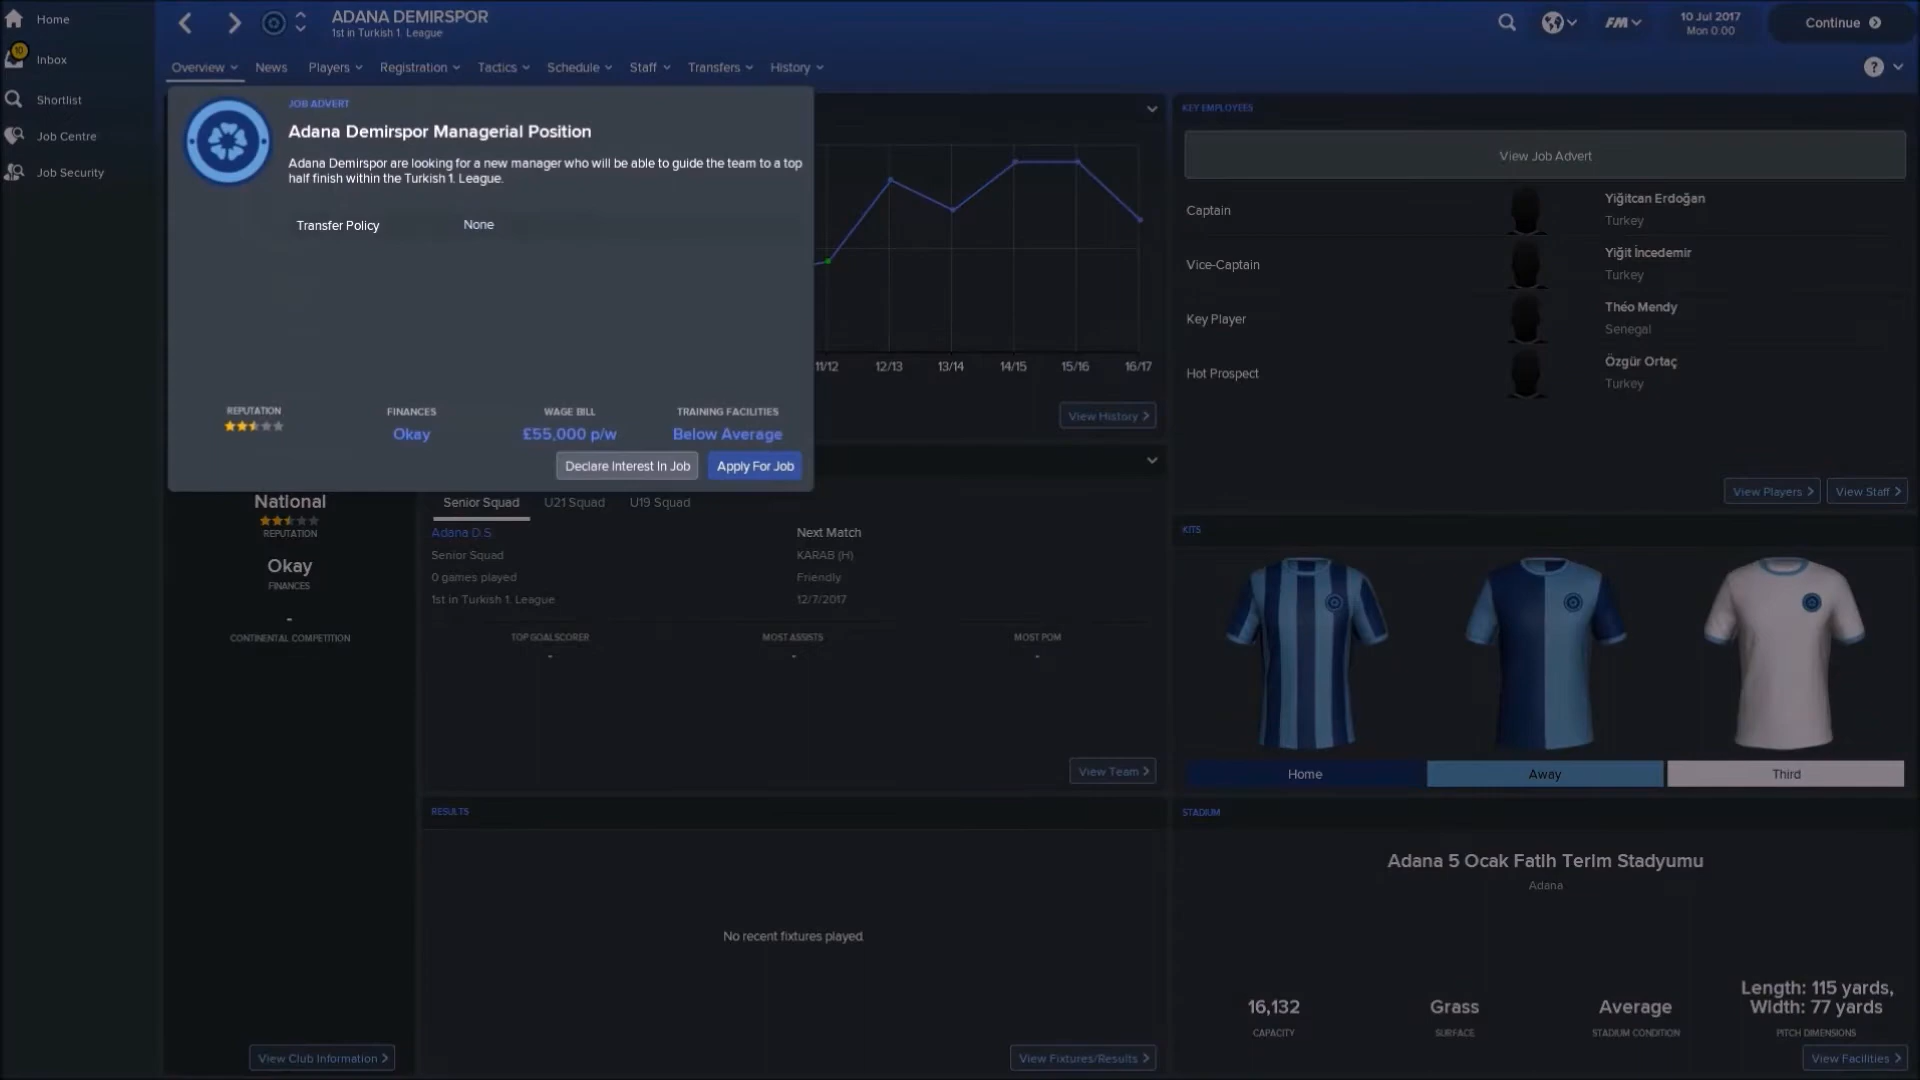 Home
Inbox
10
Shortlist
Job Centre
Job Security
ADANA DEMIRSPOR
1st in Turkish 1. League
FM
10 Jul 2017
Mon 0:00
Continue
Overview
News
Players
Registration
Tactics
Schedule
Staff
Transfers
History
?
JOB ADVERT
Adana Demirspor Managerial Position
Adana Demirspor are looking for a new manager who will be able to guide the team to a top
half finish within the Turkish 1. League.
Transfer Policy
None
REPUTATION
FINANCES
Okay
WAGE BILL
£55,000 p/w
TRAINING FACILITIES
Below Average
Declare Interest In Job
Apply For Job
11/12
12/13
13/14
14/15
15/16
16/17
View History
KEY EMPLOYEES
View Job Advert
Captain
Yiğitcan Erdoğan
Turkey
Vice-Captain
Yiğit İncedemir
Turkey
Key Player
Théo Mendy
Senegal
Hot Prospect
Özgür Ortaç
Turkey
View Players
View Staff
National
REPUTATION
Okay
FINANCES
-
CONTINENTAL COMPETITION
View Club Information
Senior Squad
U21 Squad
U19 Squad
Adana D.S.
Senior Squad
0 games played
1st in Turkish 1. League
Next Match
KARAB (H)
Friendly
12/7/2017
TOP GOALSCORER
-
MOST ASSISTS
-
MOST POM
-
View Team
RESULTS
No recent fixtures played
View Fixtures/Results
KITS
Home
Away
Third
STADIUM
Adana 5 Ocak Fatih Terim Stadyumu
Adana
16,132
CAPACITY
Grass
SURFACE
Average
STADIUM CONDITION
Length: 115 yards,
Width: 77 yards
PITCH DIMENSIONS
View Facilities